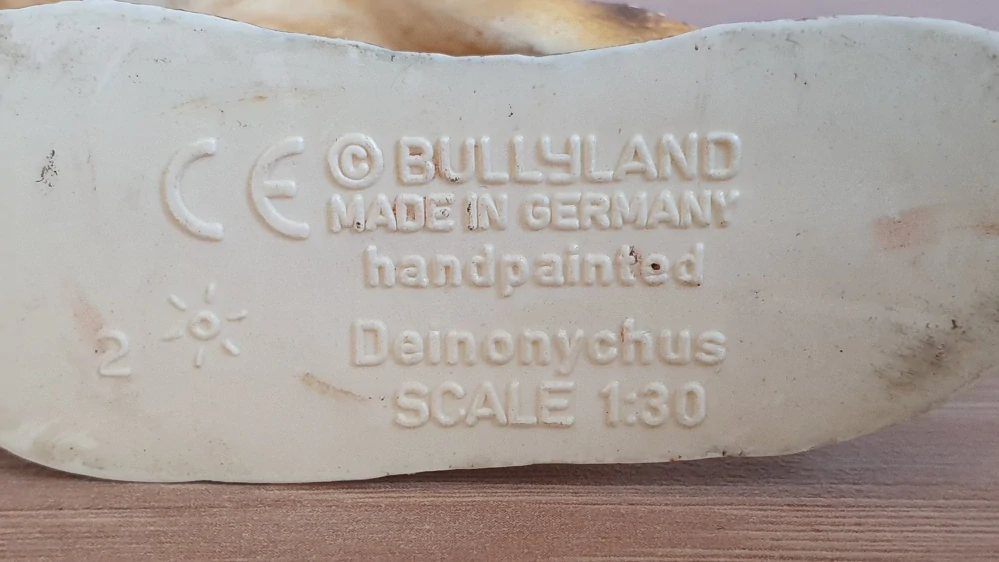 CE © BULLYLAND
MADE IN GERMANY
handpainted
2
Deinonychus
SCALE 1:30